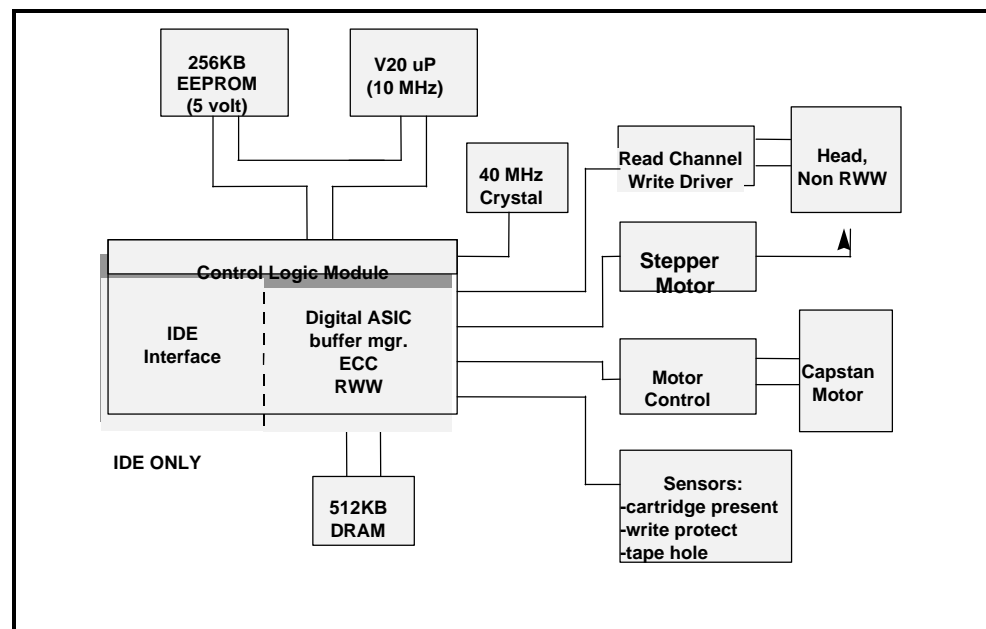 256KB
EEPROM
(5 volt)
V20 uP
(10 MHz)
40 MHz
Crystal
Read Channel
Write Driver
Head,
Non RWW
Control Logic Module
Stepper
Motor
IDE
Interface
Digital ASIC
buffer mgr.
ECC
RWW
Motor
Control
Capstan
Motor
IDE ONLY
512KB
DRAM
Sensors:
-cartridge present
-write protect
-tape hole